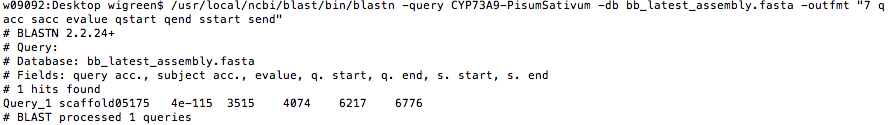 w09092:Desktop wigreen$ /usr/local/ncbi/blast/bin/blastn -query CYP73A9-PisumSativum -db bb_latest_assembly.fasta -outfmt "7 q
acc sacc evalue qstart qend sstart send"
# BLASTN 2.2.24+
# Query:
# Database: bb_latest_assembly.fasta
# Fields: query acc., subject acc., evalue, q. start, q. end, s. start, s. end
# 1 hits found
Query_1 scaffold05175   4e-115  3515    4074    6217    6776
# BLAST processed 1 queries